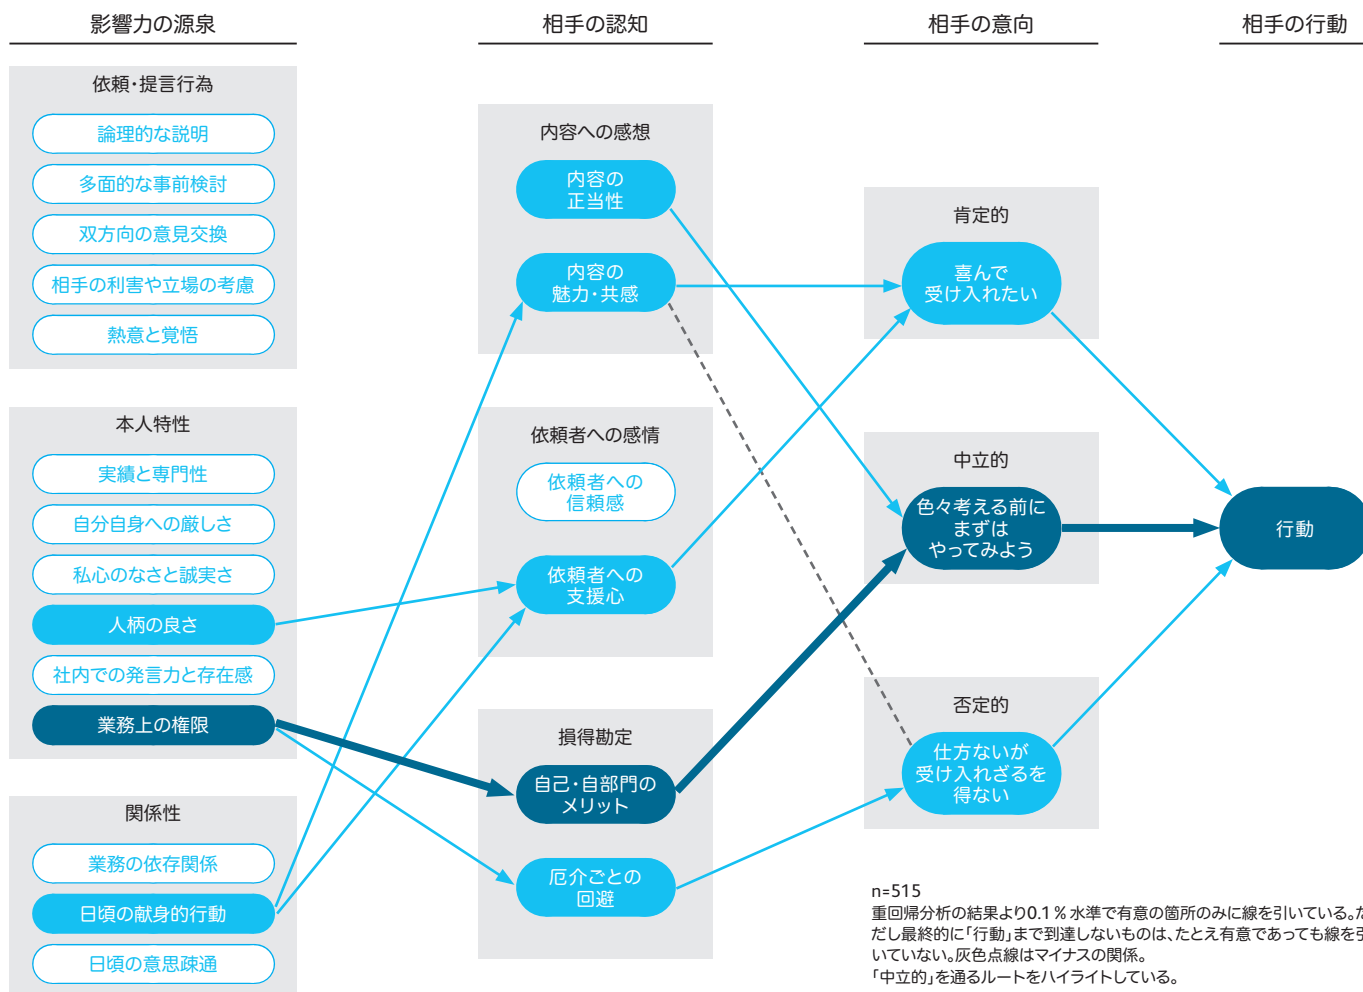 影響力の源泉
相手の認知
相手の意向
相手の行動
依頼・提言行為
論理的な説明
多面的な事前検討
双方向の意見交換
相手の利害や立場の考慮
熱意と覚悟
本人特性
実績と専門性
自分自身への厳しさ
私心のなさと誠実さ
人柄の良さ
社内での発言力と存在感
業務上の権限
関係性
業務の依存関係
日頃の献身的行動
日頃の意思疎通
内容への感想
内容の
正当性
内容の
魅力・共感
依頼者への感情
依頼者への
信頼感
依頼者への
支援心
損得勘定
自己・自部門の
メリット
厄介ごとの
回避
肯定的
喜んで
受け入れたい
中立的
色々考える前に
まずは
やってみよう
否定的
仕方ないが
受け入れざるを
得ない
行動
n=515
重回帰分析の結果より0.1％水準で有意の箇所のみに線を引いている。た
だし最終的に「行動」まで到達しないものは、たとえ有意であっても線を引
いていない。灰色点線はマイナスの関係。
「中立的」を通るルートをハイライトしている。